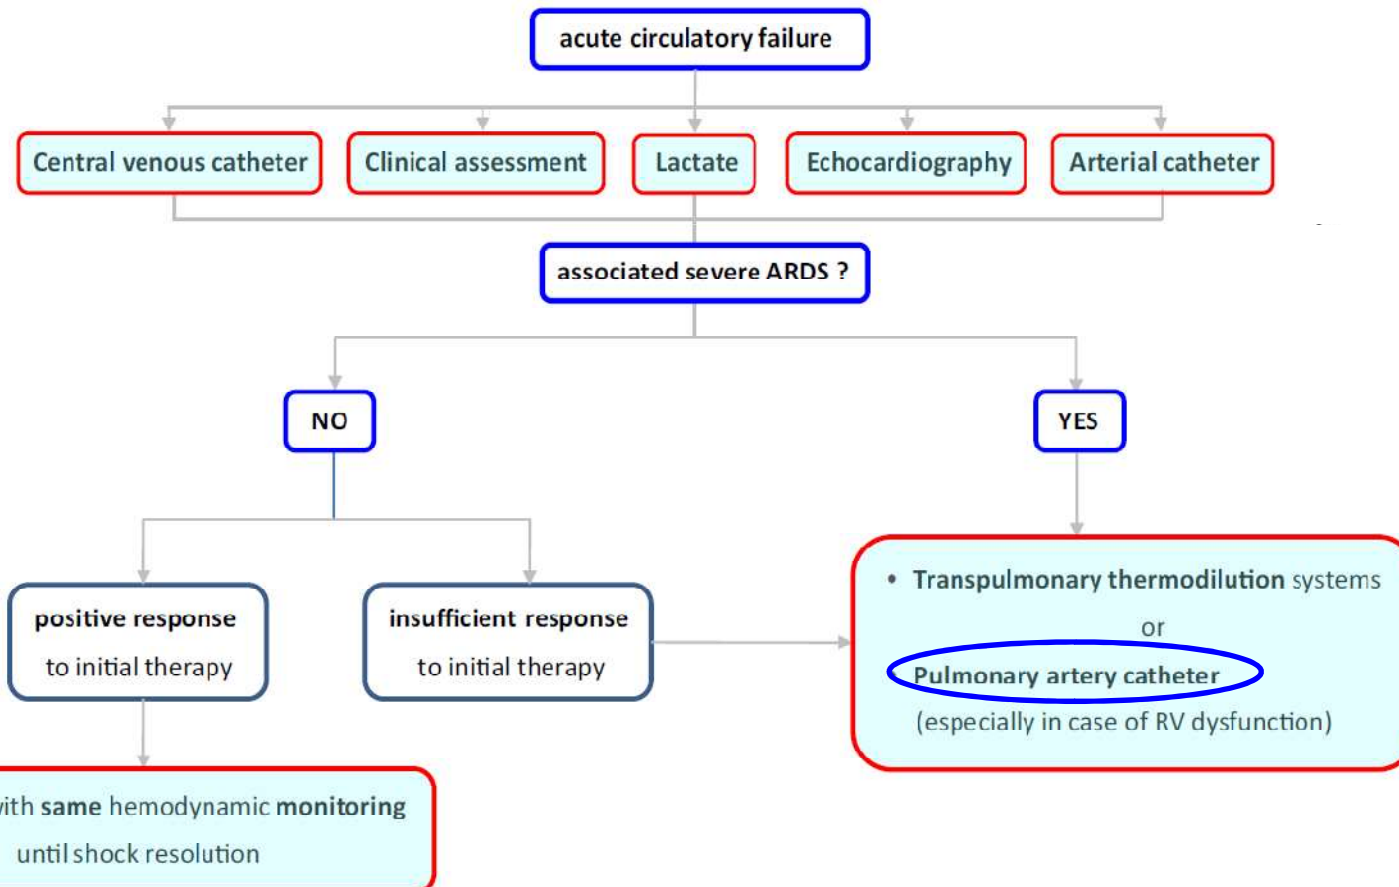 acute circulatory failure
Central venous catheter
Clinical assessment
Lactate
Echocardiography
Arterial catheter
associated severe ARDS ?
NO
YES
positive response
to initial therapy
insufficient response
to initial therapy
• Transpulmonary thermodilution systems
or
Pulmonary artery catheter
(especially in case of RV dysfunction)
with same hemodynamic monitoring
until shock resolution